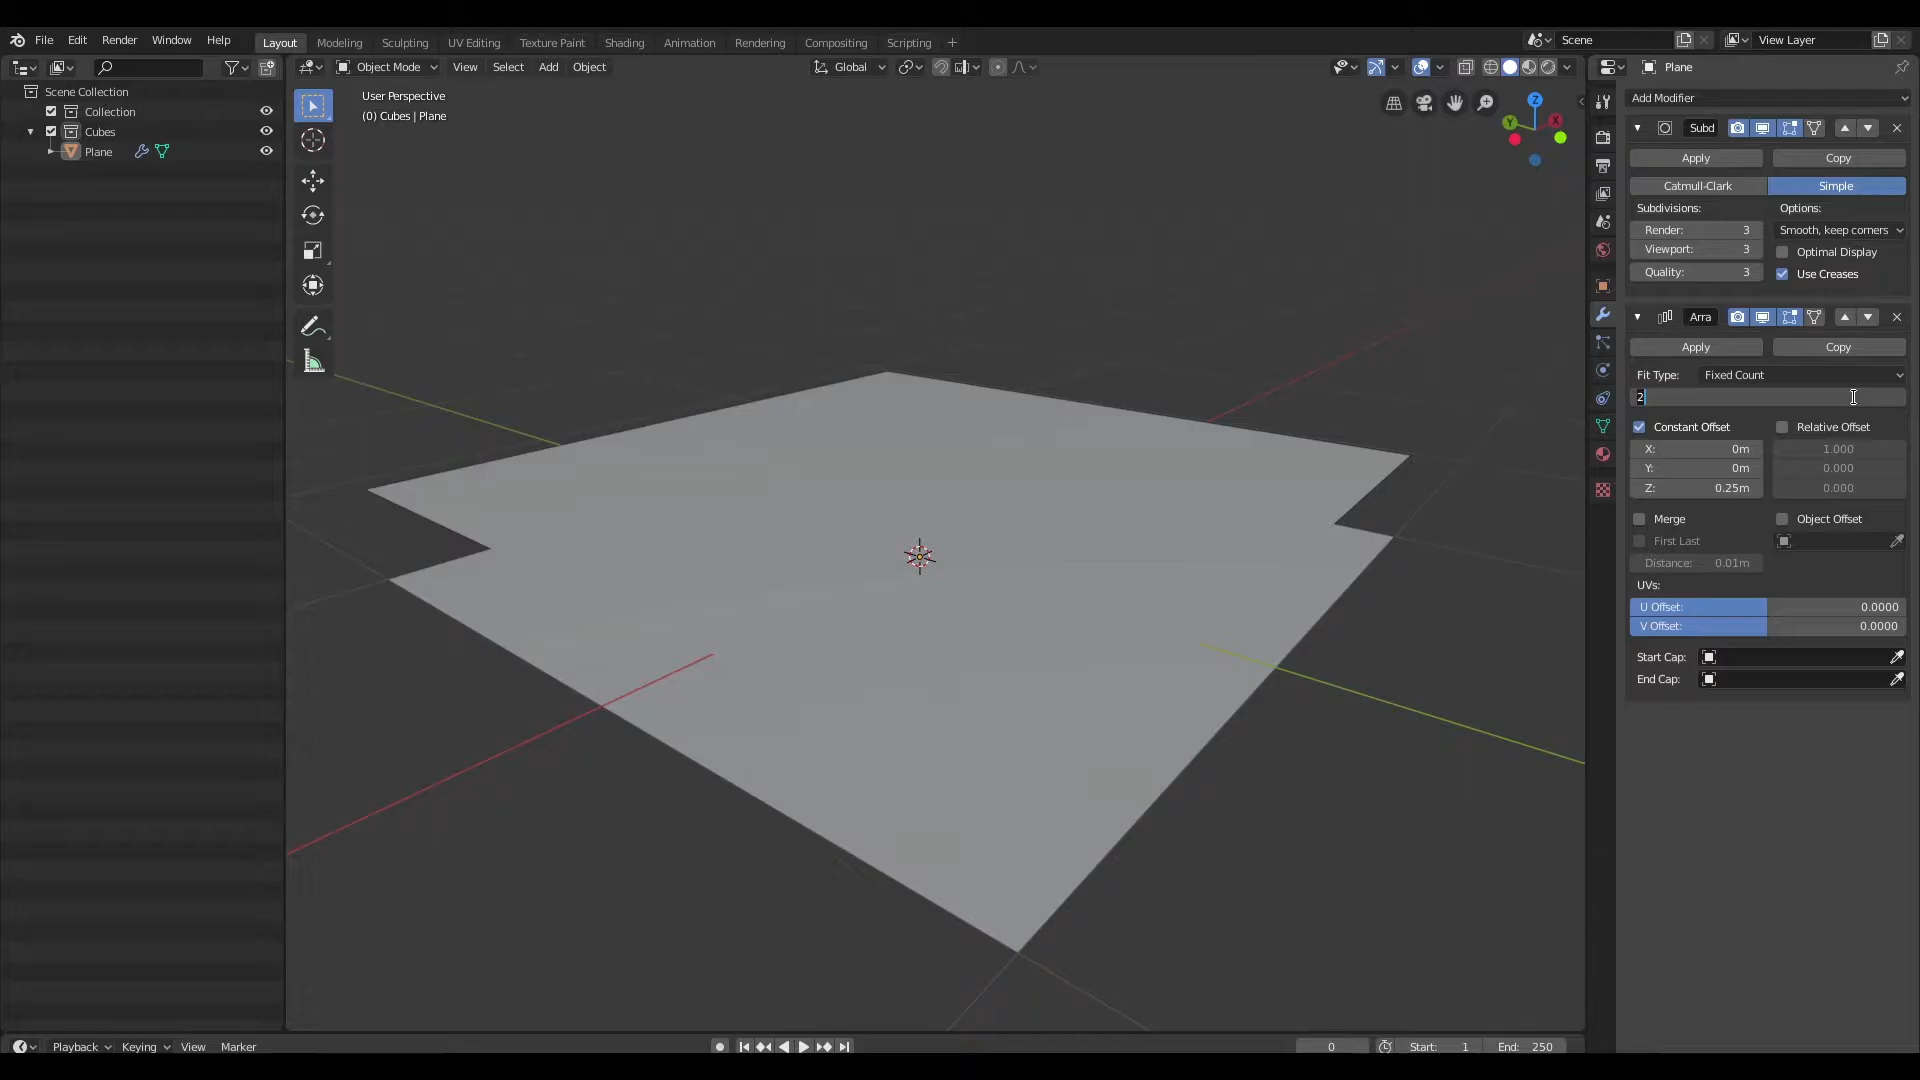 File Edit Render Window Help Layout Modeling Sculpting UV Editing Texture Paint Shading Animation Rendering Compositing Scripting + Scene View Layer
Object Mode View Select Add Object Global Plane
Scene Collection
Collection
Cubes
Plane
User Perspective
(0) Cubes | Plane
Z
Y
X
Add Modifier
Subd
Apply Copy
Catmull-Clark Simple
Subdivisions: Options:
Render: 3 Smooth, keep corners
Viewport: 3 Optimal Display
Quality: 3 Use Creases
Arra
Apply Copy
Fit Type: Fixed Count
2
Constant Offset Relative Offset
X: 0m 1.000
Y: 0m 0.000
Z: 0.25m 0.000
Merge Object Offset
First Last
Distance: 0.01m
UVs:
U Offset: 0.0000
V Offset: 0.0000
Start Cap:
End Cap:
Playback Keying View Marker 0 Start: 1 End: 250